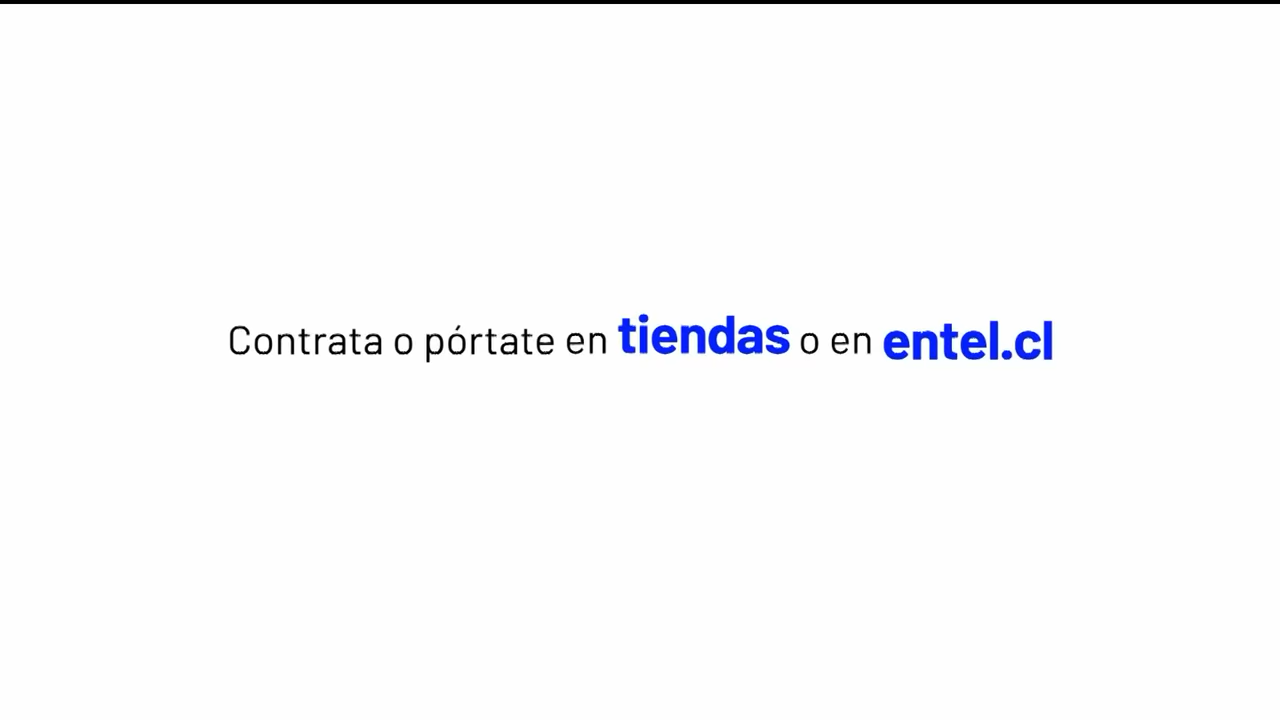 Contrata o pórtate en tiendas o en entel.cl